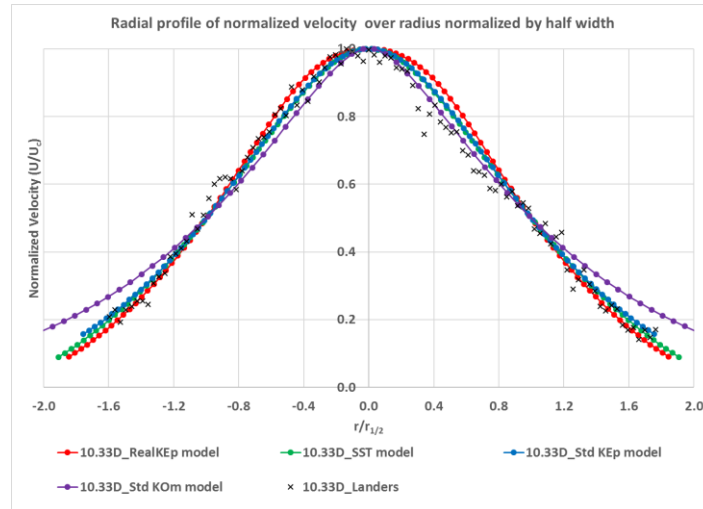 Radial profile of normalized velocity over radius normalized by half width
Normalized Velocity (U/Uc)
1.0
0.8
0.6
0.4
0.2
0.0
-2.0 -1.6 -1.2 -0.8 -0.4 0.0 0.4 0.8 1.2 1.6 2.0
r/r1/2
10.33D_RealKEp model 10.33D_SST model 10.33D_Std KEp model
10.33D_Std KOm model 10.33D_Landers